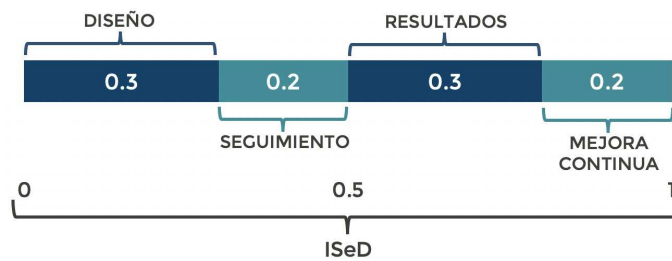 DISEÑO
RESULTADOS
0.3
0.2
0.3
0.2
SEGUIMIENTO
MEJORA
CONTINUA
0
0.5
1
ISeD